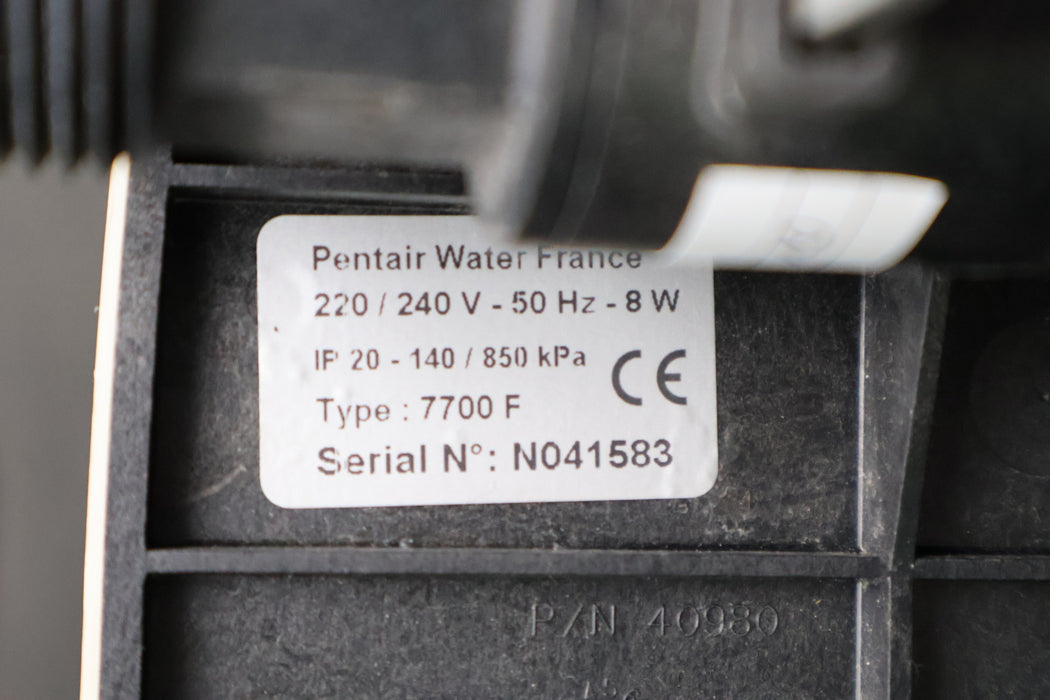 Pentair Water France
220 / 240 V - 50 Hz - 8 W
IP 20 - 140 / 850 kPa
CE
Type : 7700 F
Serial N°: N041583
P/N 40980